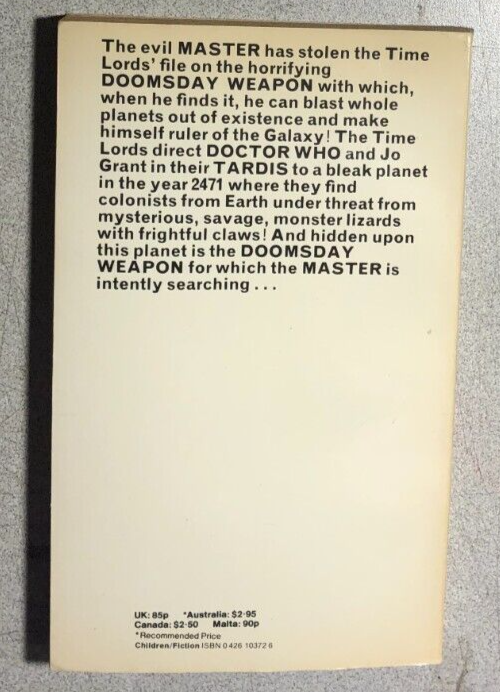 The evil MASTER has stolen the Time
Lords' file on the horrifying
DOOMSDAY WEAPON with which,
when he finds it, he can blast whole
planets out of existence and make
himself ruler of the Galaxy! The Time
Lords direct DOCTOR WHO and Jo
Grant in their TARDIS to a bleak planet
in the year 2471 where they find
colonists from Earth under threat from
mysterious, savage, monster lizards
with frightful claws! And hidden upon
this planet is the DOOMSDAY
WEAPON for which the MASTER is
intently searching . . .
UK: 85p *Australia: $2·95
Canada: $2·50 Malta: 90p
*Recommended Price
Children/Fiction ISBN 0 426 10372 6